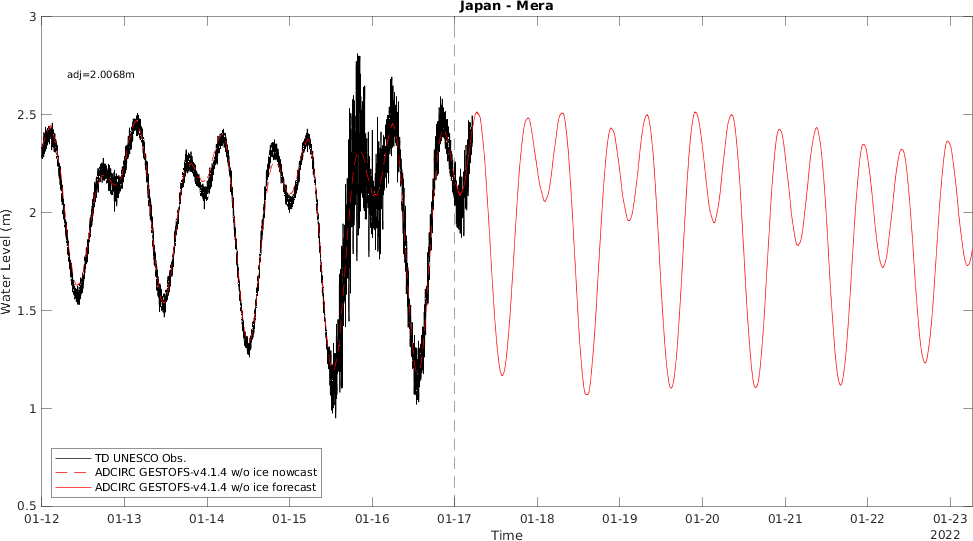 Japan - Mera
adj=2.0068m
3
2.5
2
1.5
1
0.5
Water Level (m)
TD UNESCO Obs.
ADCIRC GESTOFS-v4.1.4 w/o ice nowcast
ADCIRC GESTOFS-v4.1.4 w/o ice forecast
01-12 01-13 01-14 01-15 01-16 01-17 01-18 01-19 01-20 01-21 01-22 01-23
Time
2022